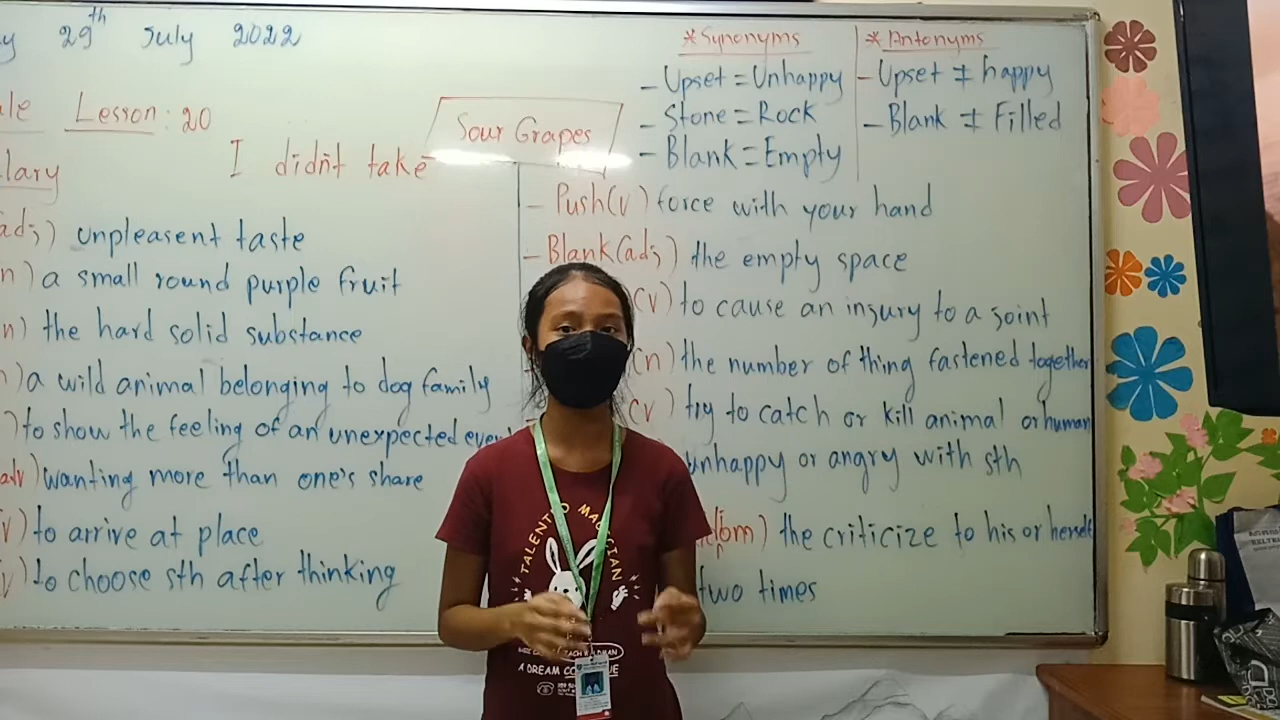 29th July 2022
Lesson: 20
I didn't take
Sour Grapes
*Synonyms
- Upset = Unhappy
- Stone = Rock
- Blank = Empty
*Antonyms
- Upset ≠ happy
- Blank ≠ Filled
unpleasent taste
n) a small round purple fruit
n) the hard solid substance
) a wild animal belonging to dog family
) to show the feeling of an unexpected even
adv) wanting more than one's share
v) to arrive at place
v) to choose sth after thinking
- Push(v) force with your hand
- Blank(adj) the empty space
(v) to cause an injury to a joint
(n) the number of thing fastened together
(v) try to catch or kill animal or human
unhappy or angry with sth
the criticize to his or herself
two times
TALENTED MAGICIAN
A DREAM